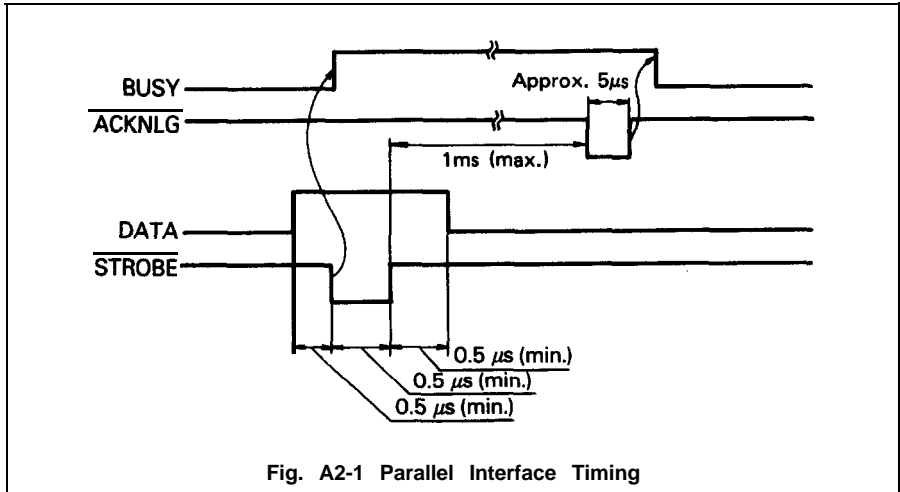 BUSY
Approx. 5μs
ACKNLG
1ms (max.)
DATA
STROBE
0.5 μs (min.)
0.5 μs (min.)
0.5 μs (min.)
Fig. A2-1 Parallel Interface Timing